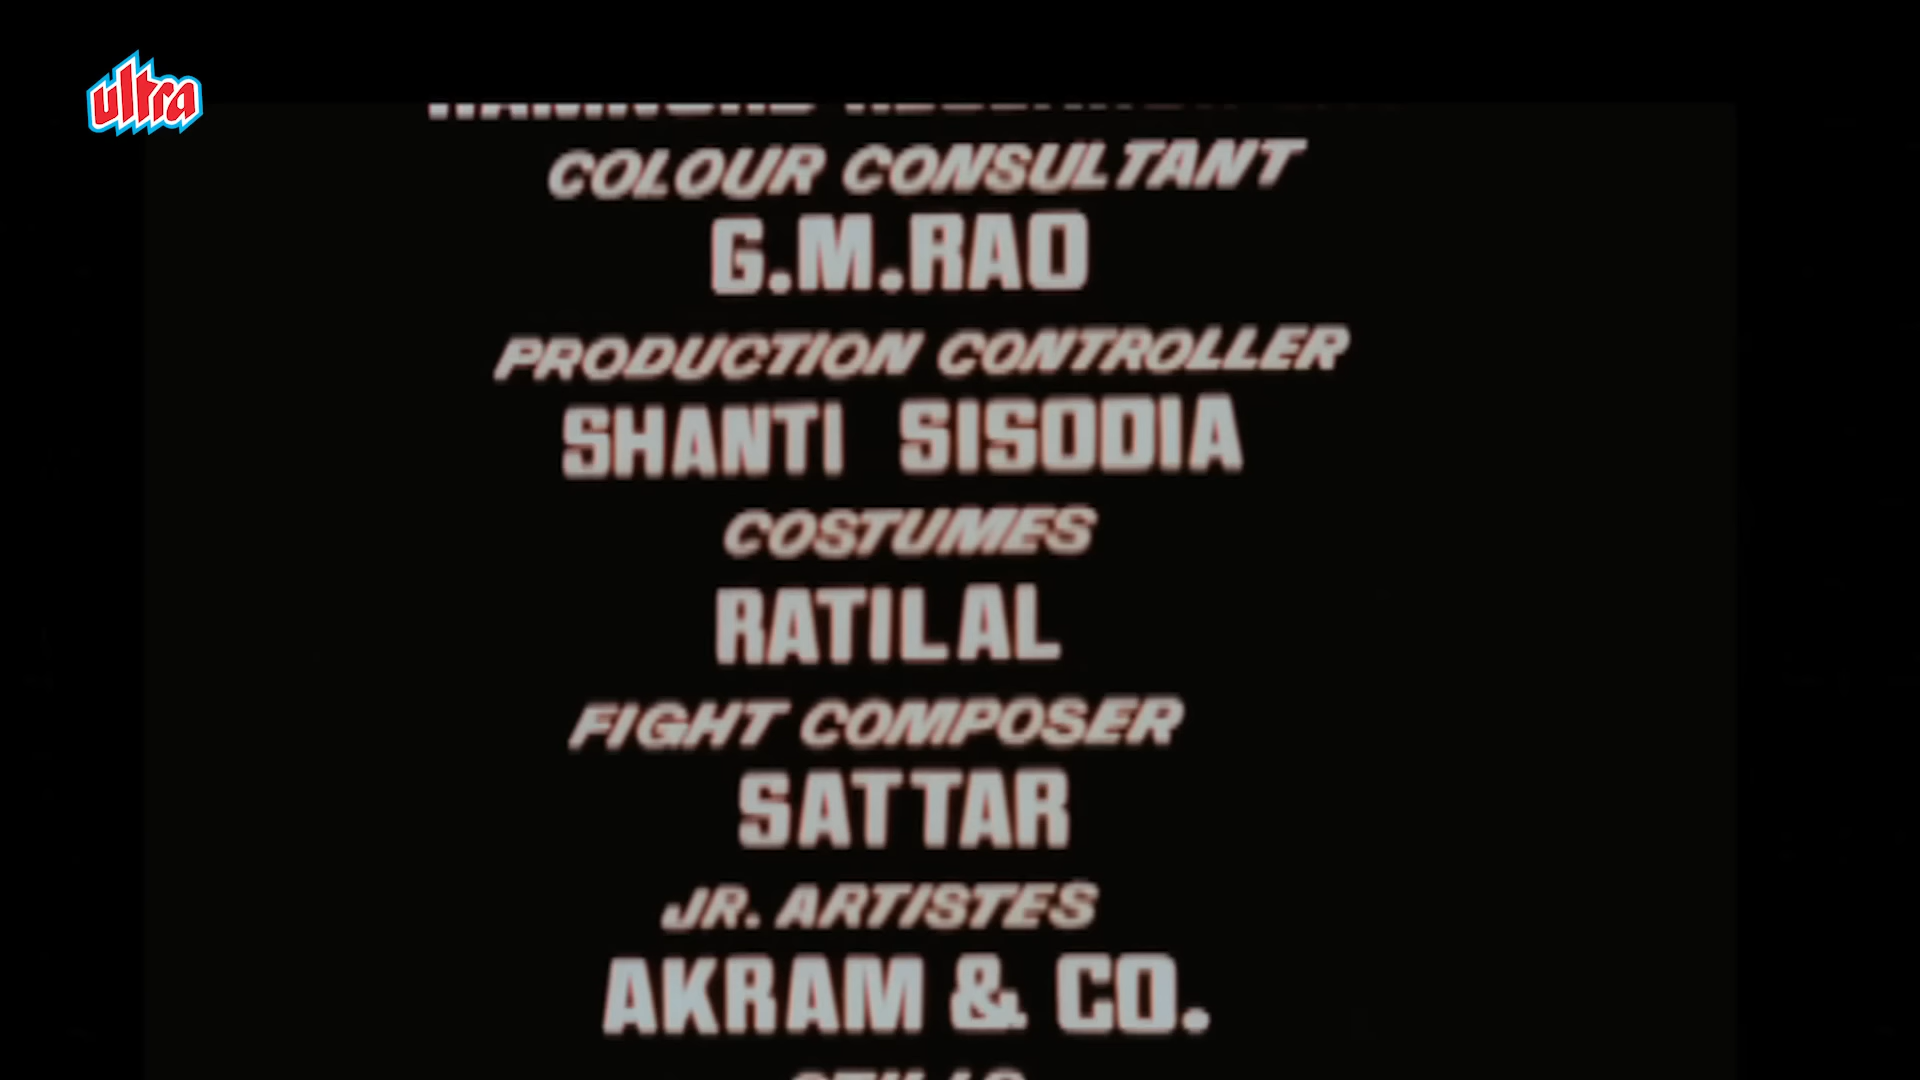 ultra
COLOUR CONSULTANT
G.M.RAO
PRODUCTION CONTROLLER
SHANTI SISODIA
COSTUMES
RATILAL
FIGHT COMPOSER
SATTAR
JR. ARTISTES
AKRAM & CO.